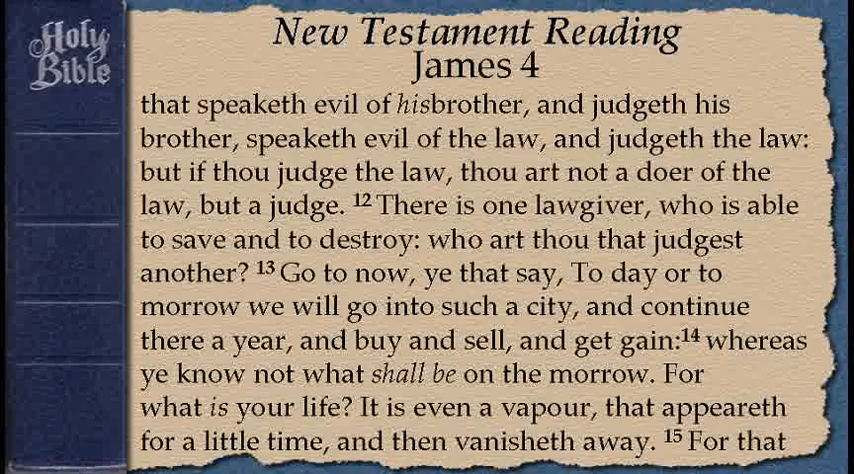 Holy
Bible
New Testament Reading
James 4
that speaketh evil of hisbrother, and judgeth his
brother, speaketh evil of the law, and judgeth the law:
but if thou judge the law, thou art not a doer of the
law, but a judge. 12 There is one lawgiver, who is able
to save and to destroy: who art thou that judgest
another? 13 Go to now, ye that say, To day or to
morrow we will go into such a city, and continue
there a year, and buy and sell, and get gain:14 whereas
ye know not what shall be on the morrow. For
what is your life? It is even a vapour, that appeareth
for a little time, and then vanisheth away. 15 For that